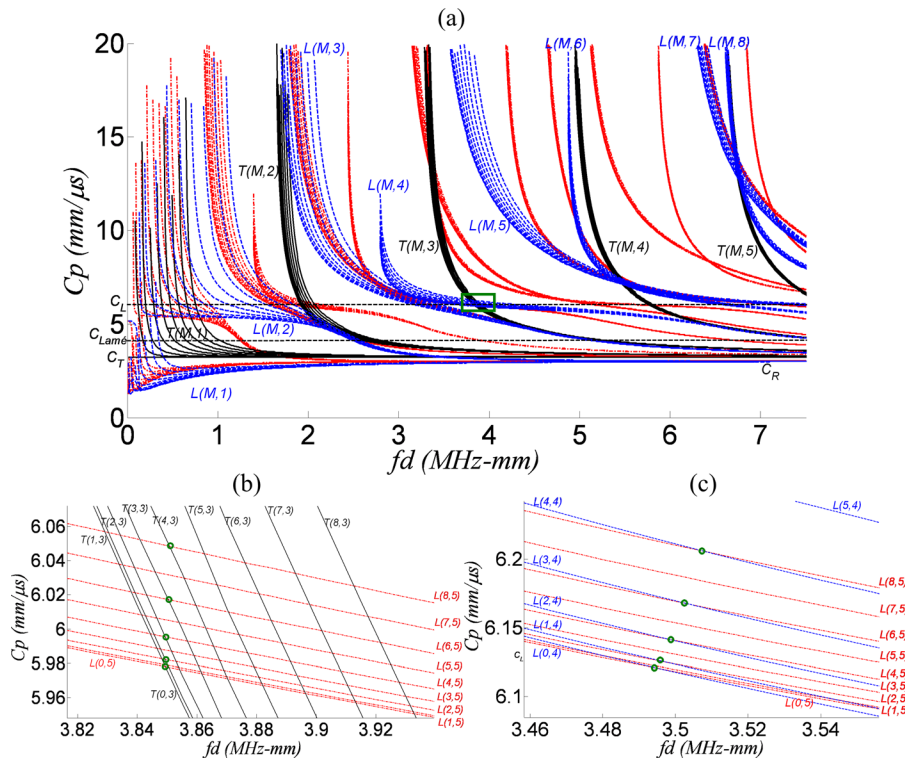 (a)
20
15
10
5
0
Cp (mm/μs)
L(M,3)
L(M,6)
L(M,7)
L(M,8)
T(M,2)
L(M,4)
L(M,5)
T(M,3)
T(M,4)
T(M,5)
C_L
C_Lamé
C_T
T(M,1)
L(M,2)
L(M,1)
C_R
0 1 2 3 4 5 6 7
fd (MHz-mm)
(b)
6.06
6.04
6.02
6
5.98
5.96
Cp (mm/μs)
T(3,3)
T(2,3)
T(1,3)
T(4,3)
T(5,3)
T(6,3)
T(7,3)
T(8,3)
L(8,5)
L(7,5)
L(6,5)
L(5,5)
L(4,5)
L(3,5)
L(2,5)
L(1,5)
L(0,5)
T(0,3)
3.82 3.84 3.86 3.88 3.9 3.92
fd (MHz-mm)
(c)
6.2
6.15
6.1
Cp (mm/μs)
L(4,4)
L(5,4)
L(3,4)
L(2,4)
L(1,4)
L(0,4)
C_L
L(8,5)
L(7,5)
L(6,5)
L(5,5)
L(4,5)
L(3,5)
L(2,5)
L(1,5)
L(0,5)
3.46 3.48 3.5 3.52 3.54
fd (MHz-mm)